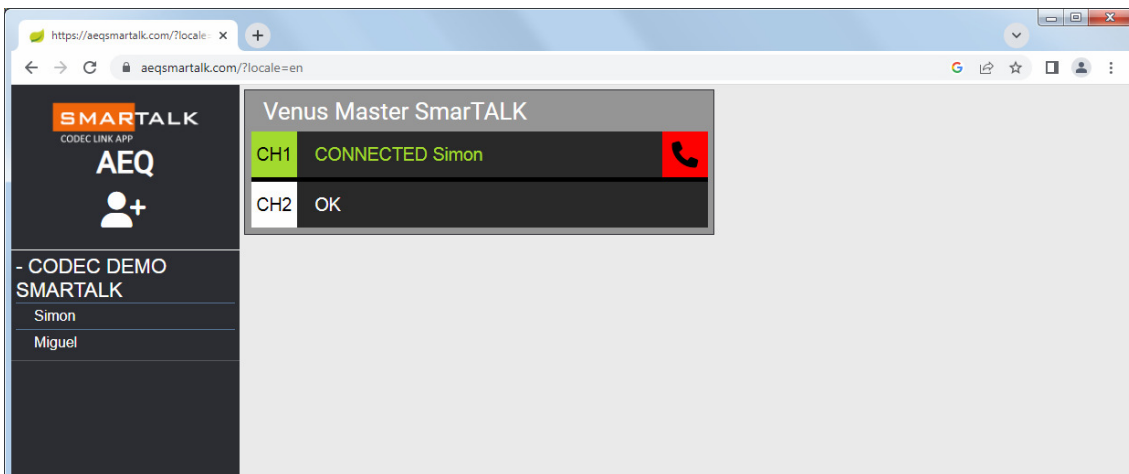 https://aeqsmartalk.com/?locale=
aeqsmartalk.com/?locale=en
SMARTALK
CODEC LINK APP
AEQ
- CODEC DEMO
SMARTALK
Simon
Miguel
Venus Master SmarTALK
CH1 CONNECTED Simon
CH2 OK